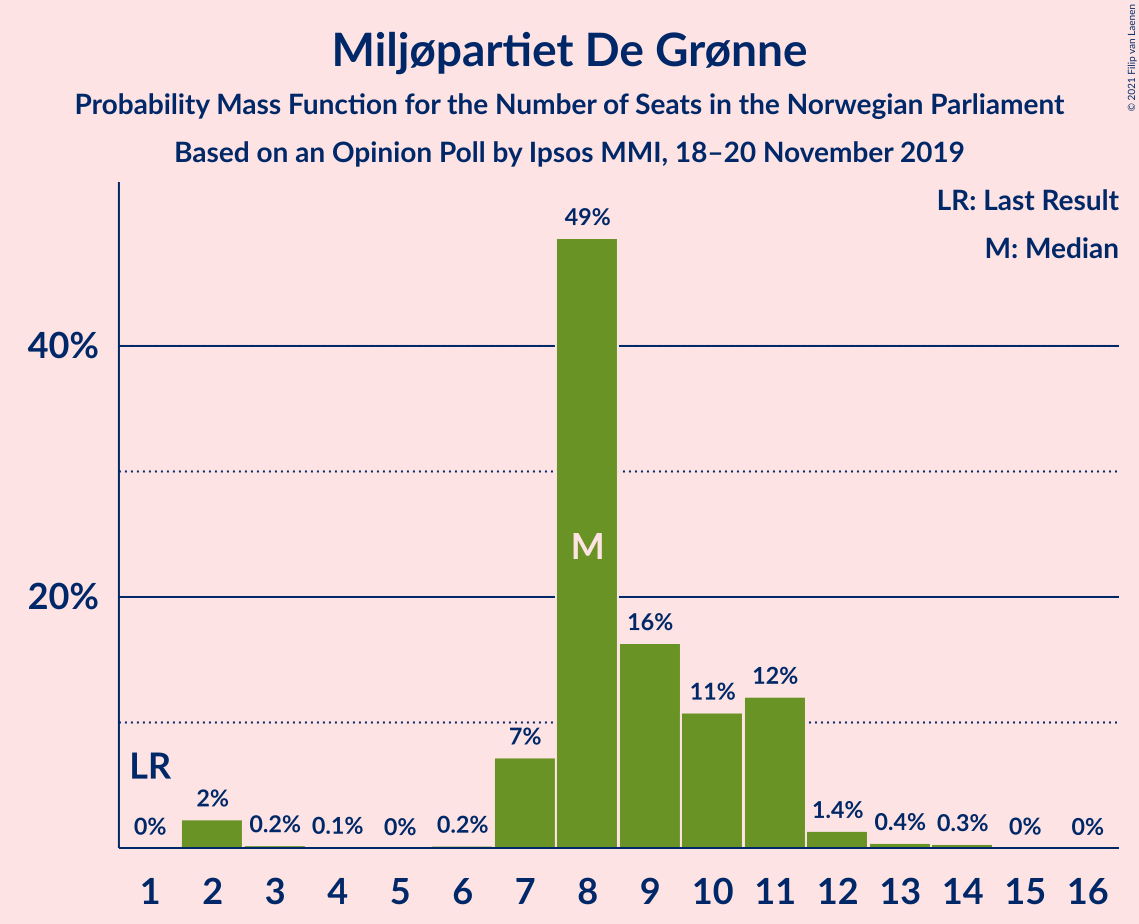 Miljøpartiet De Grønne
Probability Mass Function for the Number of Seats in the Norwegian Parliament
Based on an Opinion Poll by Ipsos MMI, 18–20 November 2019
© 2021 Filip van Laenen
LR: Last Result
M: Median
40%
20%
LR
M
0%
2%
0.2%
0.1%
0%
0.2%
7%
49%
16%
11%
12%
1.4%
0.4%
0.3%
0%
0%
1 2 3 4 5 6 7 8 9 10 11 12 13 14 15 16